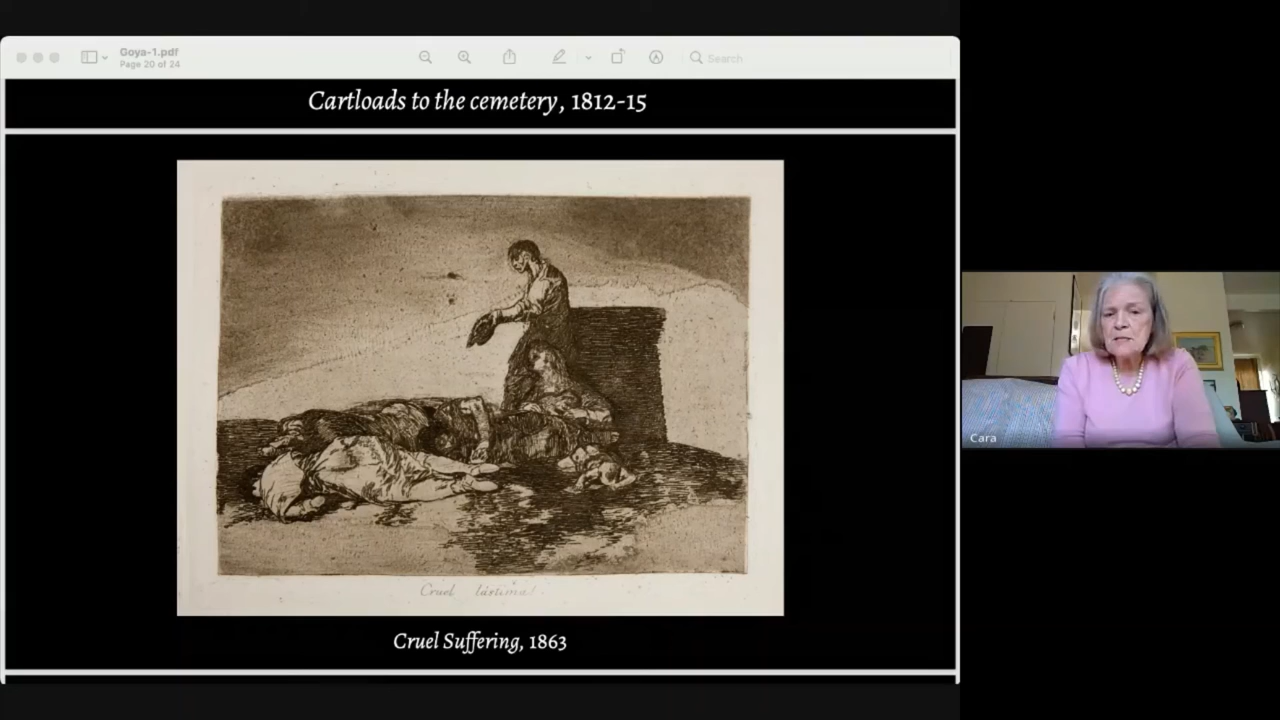 Goya-1.pdf
Page 20 of 24
Search
Cartloads to the cemetery, 1812-15
Cruel lástima!
Cruel Suffering, 1863
Cara